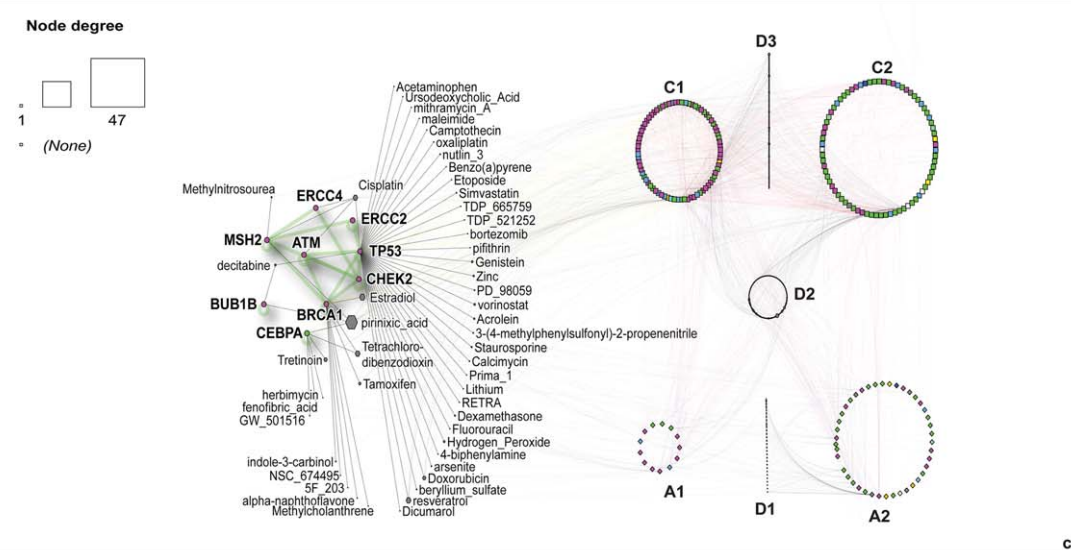 Node degree
1
47
(None)
Acetaminophen
Ursodeoxycholic_Acid
mithramycin_A
maleimide
Camptothecin
oxaliplatin
nutlin_3
Benzo(a)pyrene
Etoposide
Simvastatin
TDP_665759
TDP_521252
bortezomib
pifithrin
Genistein
Zinc
PD_98059
vorinostat
Acrolein
3-(4-methylphenylsulfonyl)-2-propenenitrile
Staurosporine
Calcimycin
Prima_1
Lithium
RETRA
Dexamethasone
Fluorouracil
Hydrogen_Peroxide
4-biphenylamine
arsenite
Doxorubicin
beryllium_sulfate
resveratrol
Dicumarol
Methylnitrosourea
Cisplatin
ERCC4
ERCC2
MSH2
ATM
TP53
decitabine
CHEK2
Estradiol
BUB1B
BRCA1
pirinixic_acid
CEBPA
Tetrachloro-
dibenzodioxin
Tretinoin
Tamoxifen
herbimycin
fenofibric_acid
GW_501516
indole-3-carbinol
NSC_674495
5F_203
alpha-naphthoflavone
Methylcholanthrene
D3
C1
C2
D2
A1
D1
A2
c